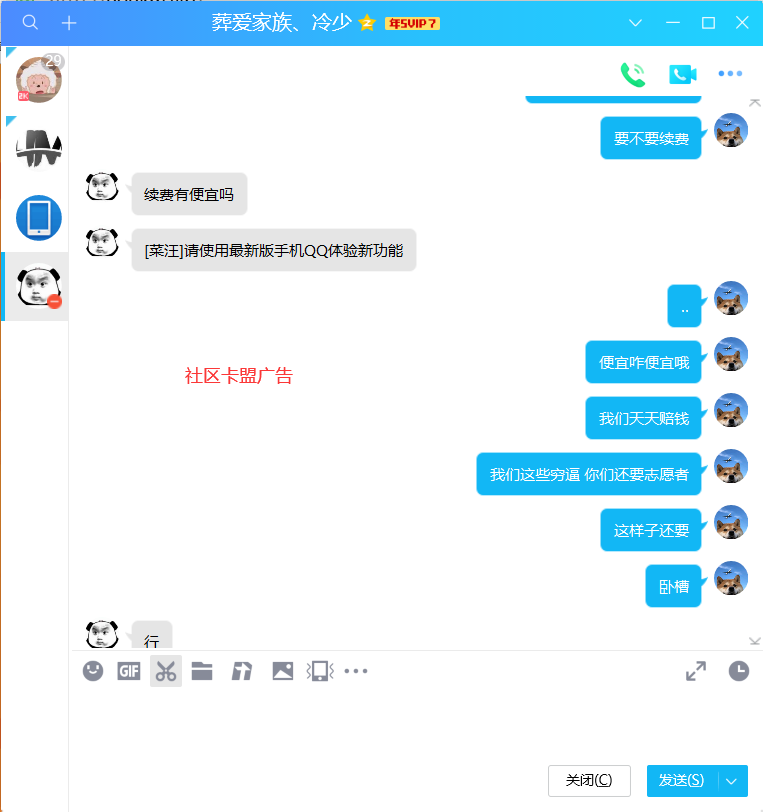 葬爱家族、冷少 年SVIP7
29
2K
要不要续费
续费有便宜吗
[菜汪]请使用最新版手机QQ体验新功能
..
社区卡盟广告
便宜咋便宜哦
我们天天赔钱
我们这些穷逼 你们还要志愿者
这样子还要
卧槽
行
GIF
关闭(C)
发送(S)